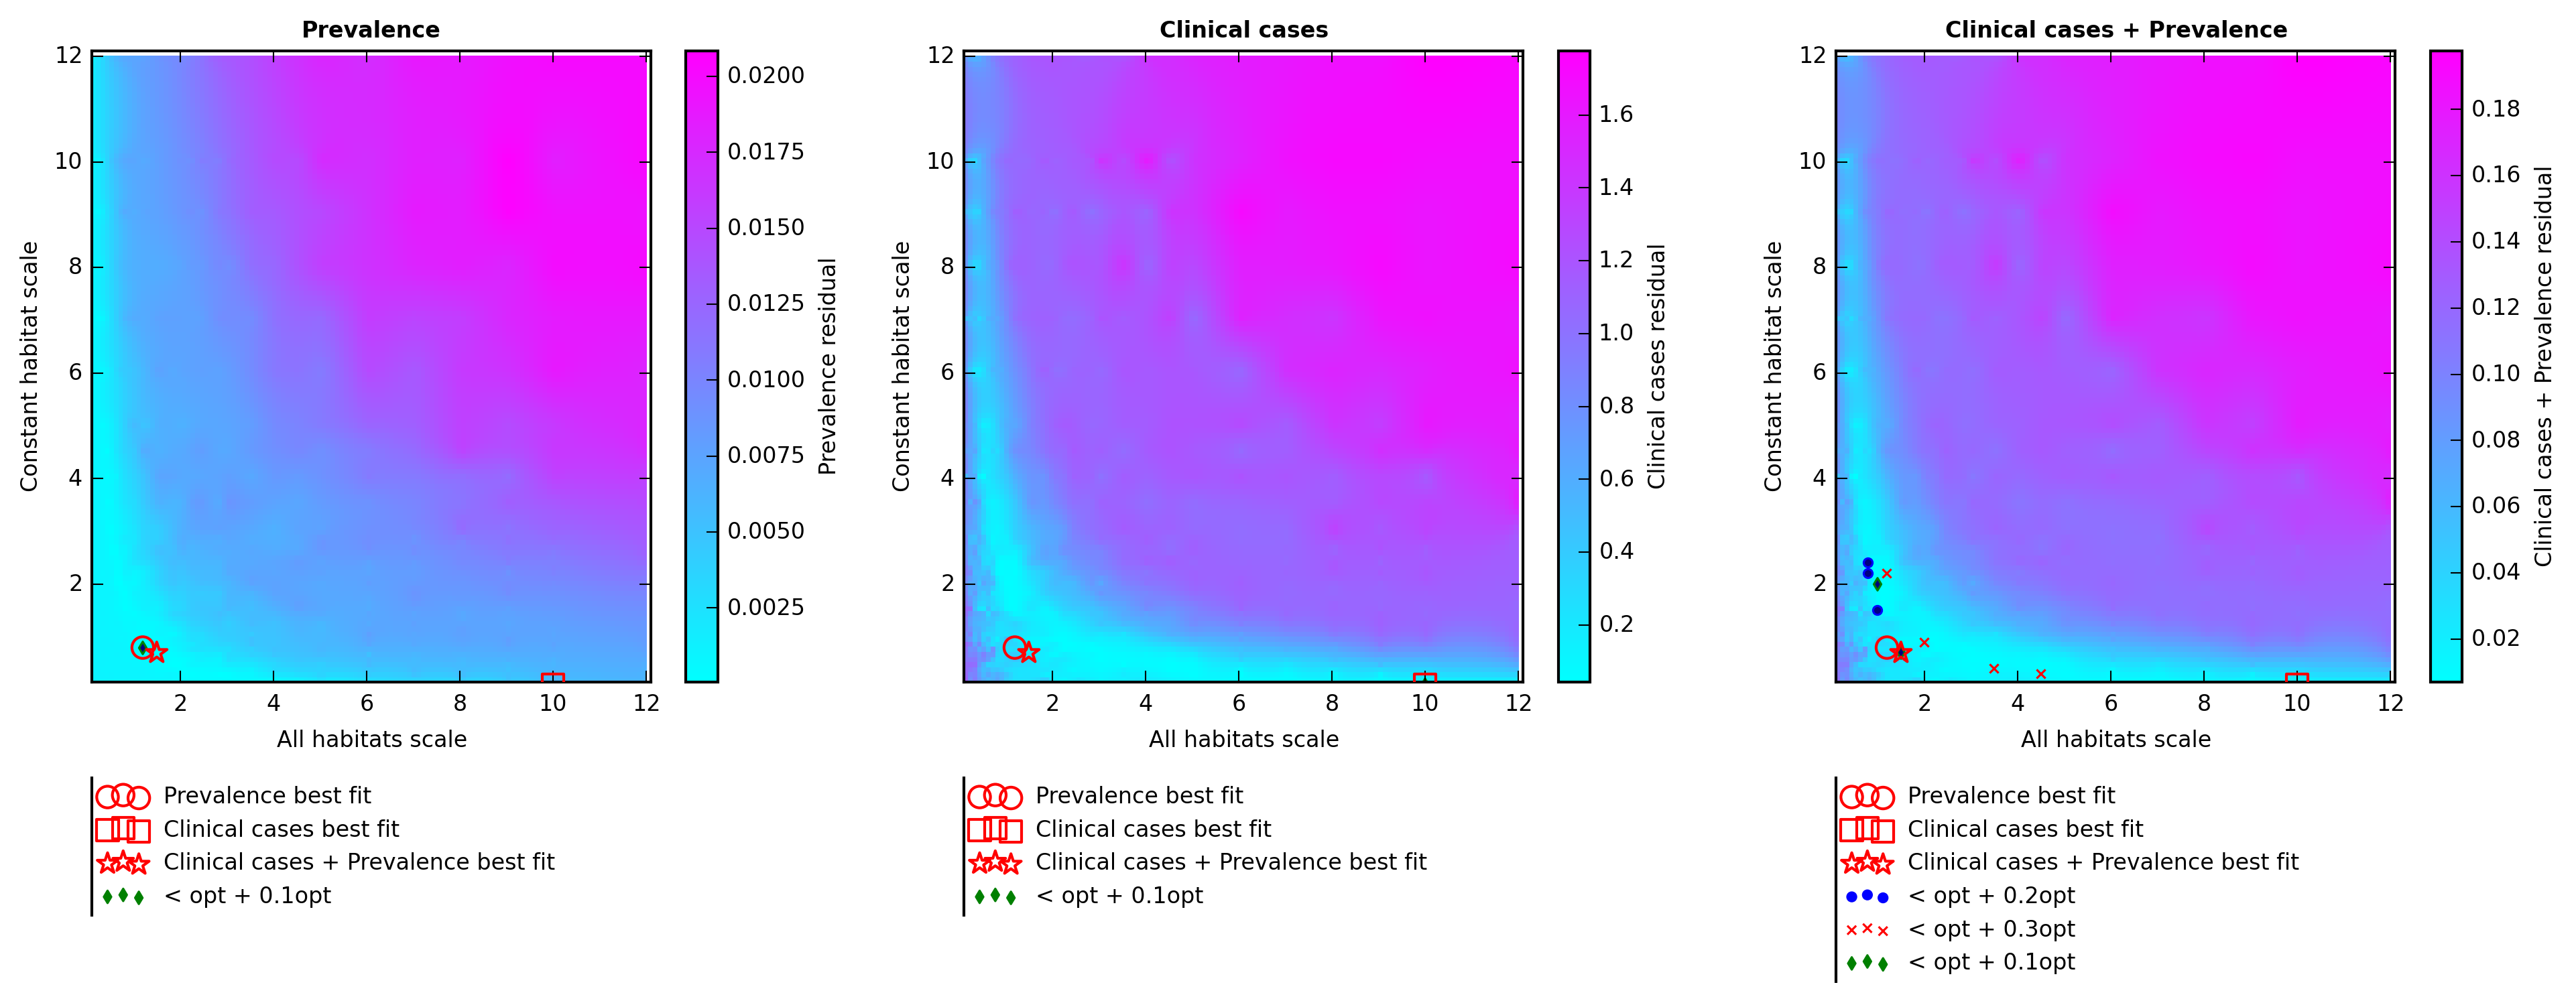 Prevalence
Clinical cases
Clinical cases + Prevalence
12
10
8
6
4
2
Constant habitat scale
2 4 6 8 10 12
All habitats scale
0.0200
0.0175
0.0150
0.0125
0.0100
0.0075
0.0050
0.0025
Prevalence residual
12
10
8
6
4
2
Constant habitat scale
2 4 6 8 10 12
All habitats scale
1.6
1.4
1.2
1.0
0.8
0.6
0.4
0.2
Clinical cases residual
12
10
8
6
4
2
Constant habitat scale
2 4 6 8 10 12
All habitats scale
0.18
0.16
0.14
0.12
0.10
0.08
0.06
0.04
0.02
Clinical cases + Prevalence residual
Prevalence best fit
Clinical cases best fit
Clinical cases + Prevalence best fit
< opt + 0.1opt
Prevalence best fit
Clinical cases best fit
Clinical cases + Prevalence best fit
< opt + 0.1opt
Prevalence best fit
Clinical cases best fit
Clinical cases + Prevalence best fit
< opt + 0.2opt
< opt + 0.3opt
< opt + 0.1opt